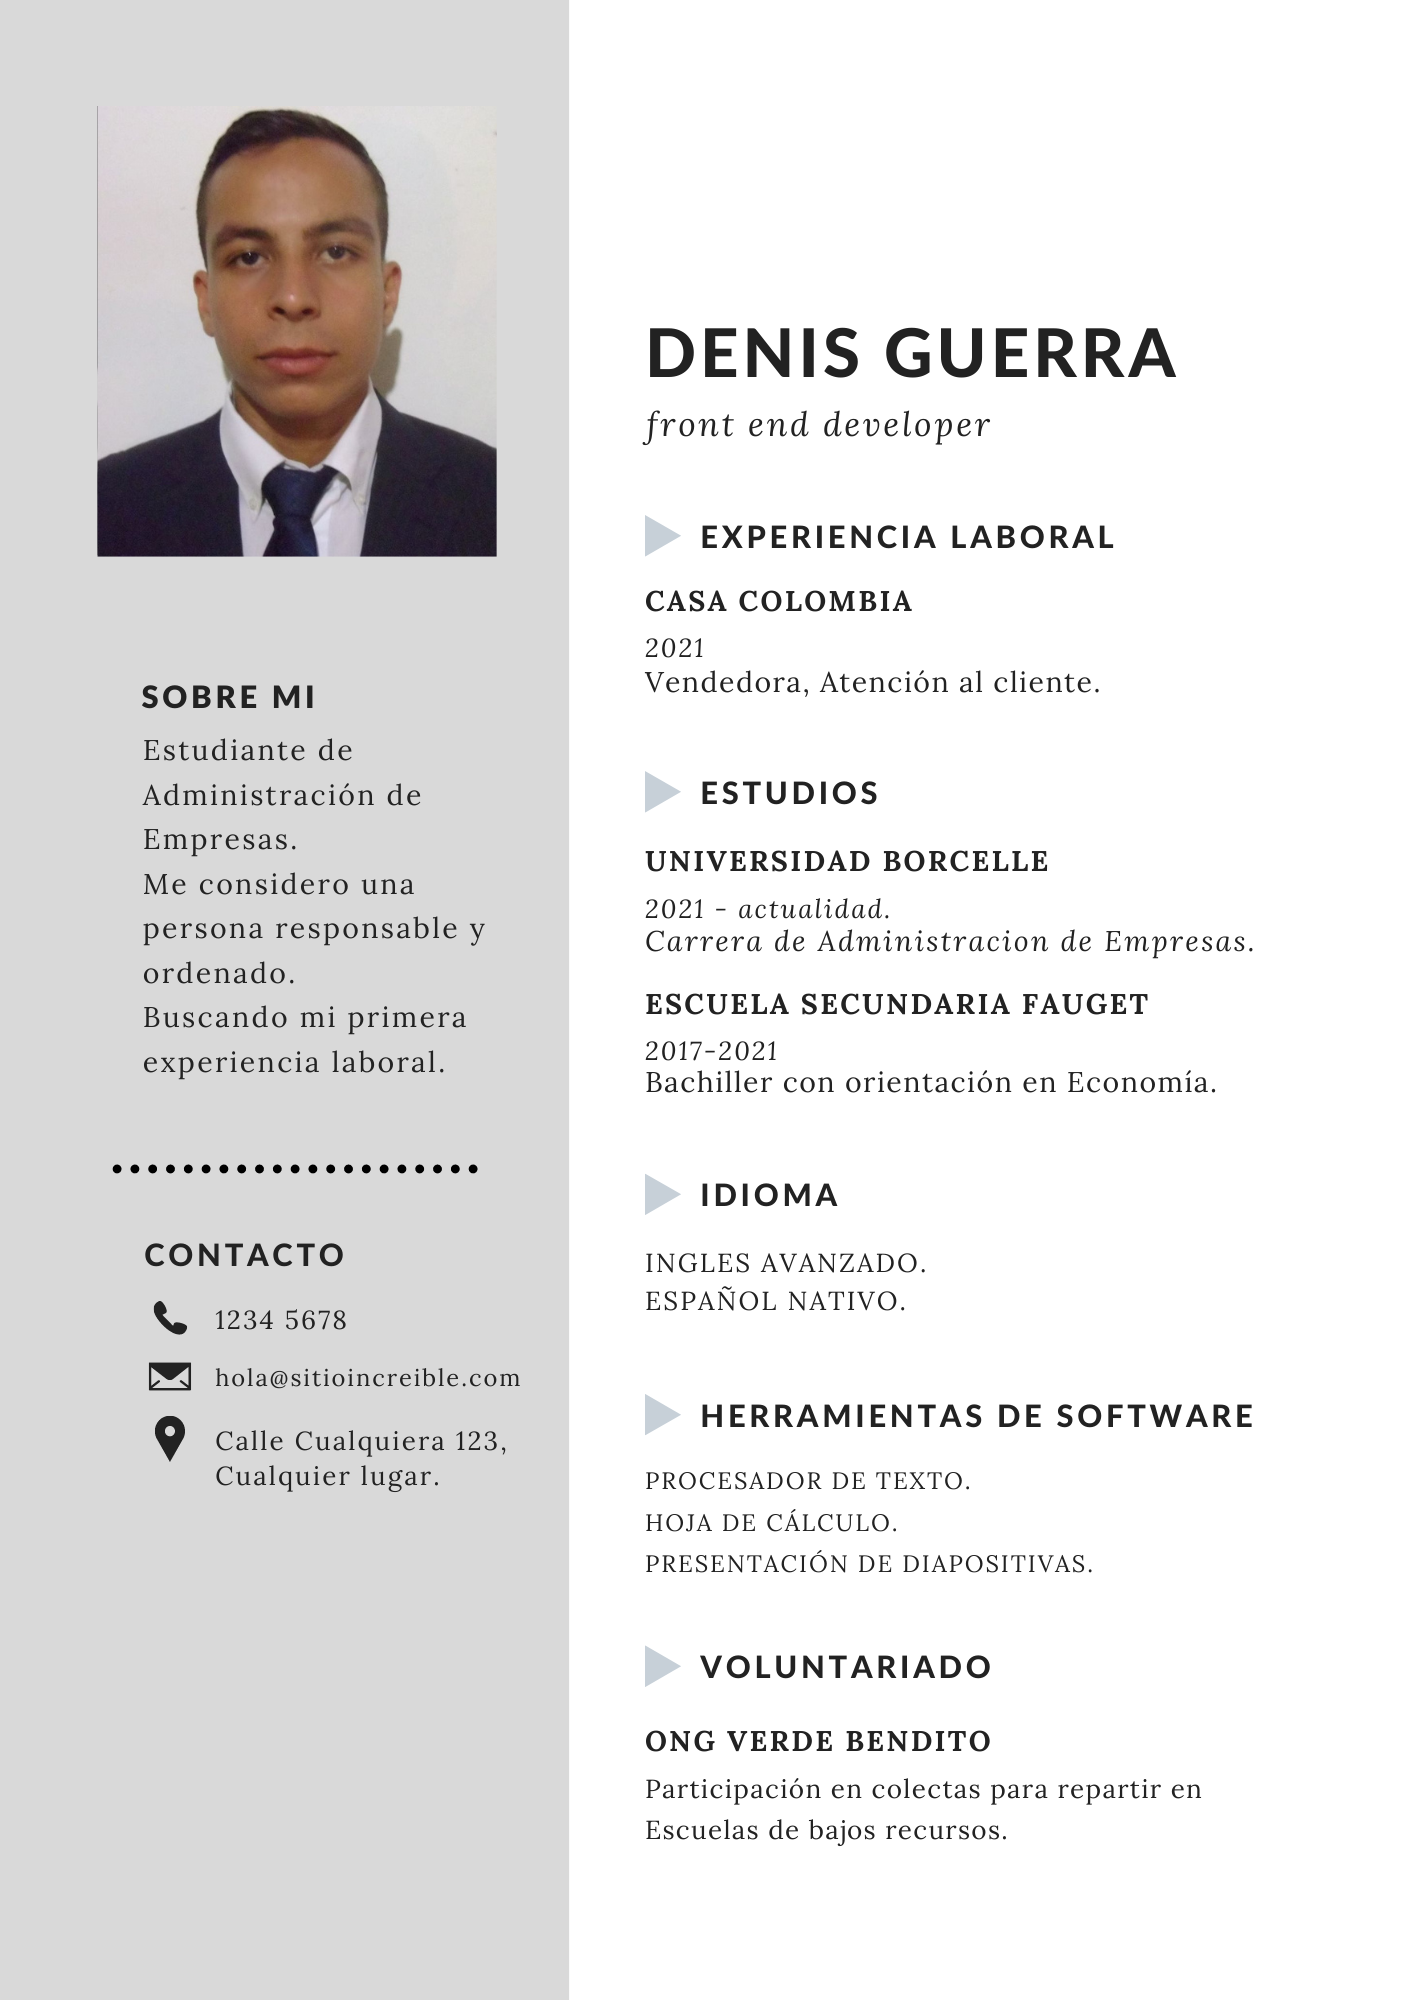 DENIS GUERRA
front end developer
SOBRE MI
Estudiante de
Administración de
Empresas.
Me considero una
persona responsable y
ordenado.
Buscando mi primera
experiencia laboral.
CONTACTO
1234 5678
hola@sitioincreible.com
Calle Cualquiera 123,
Cualquier lugar.
EXPERIENCIA LABORAL
CASA COLOMBIA
2021
Vendedora, Atención al cliente.
ESTUDIOS
UNIVERSIDAD BORCELLE
2021 - actualidad.
Carrera de Administracion de Empresas.
ESCUELA SECUNDARIA FAUGET
2017-2021
Bachiller con orientación en Economía.
IDIOMA
INGLES AVANZADO.
ESPAÑOL NATIVO.
HERRAMIENTAS DE SOFTWARE
PROCESADOR DE TEXTO.
HOJA DE CÁLCULO.
PRESENTACIÓN DE DIAPOSITIVAS.
VOLUNTARIADO
ONG VERDE BENDITO
Participación en colectas para repartir en
Escuelas de bajos recursos.